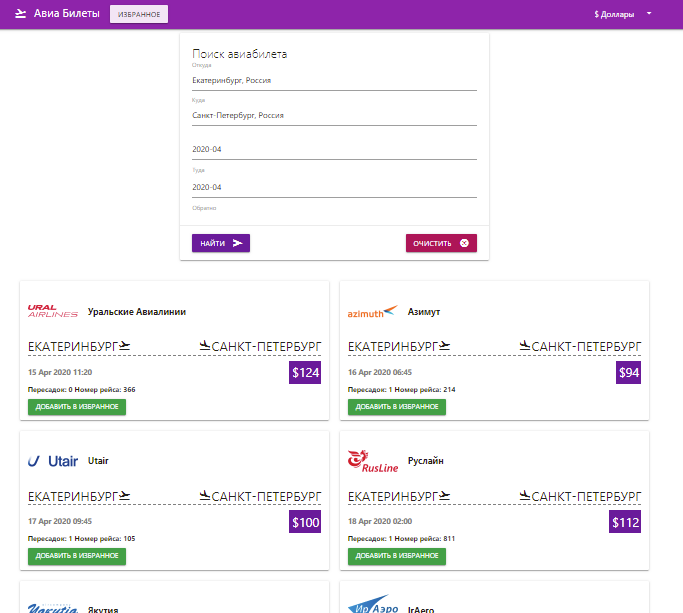 Авиа Билеты ИЗБРАННОЕ $ Доллары
Поиск авиабилета
Откуда
Екатеринбург, Россия
Куда
Санкт-Петербург, Россия
2020-04
Туда
2020-04
Обратно
НАЙТИ ОЧИСТИТЬ
URAL AIRLINES Уральские Авиалинии
ЕКАТЕРИНБУРГ САНКТ-ПЕТЕРБУРГ
15 Apr 2020 11:20 $124
Пересадок: 0 Номер рейса: 366
ДОБАВИТЬ В ИЗБРАННОЕ
azimuth Азимут
ЕКАТЕРИНБУРГ САНКТ-ПЕТЕРБУРГ
16 Apr 2020 06:45 $94
Пересадок: 1 Номер рейса: 214
ДОБАВИТЬ В ИЗБРАННОЕ
Utair Utair
ЕКАТЕРИНБУРГ САНКТ-ПЕТЕРБУРГ
17 Apr 2020 09:45 $100
Пересадок: 1 Номер рейса: 105
ДОБАВИТЬ В ИЗБРАННОЕ
RusLine Руслайн
ЕКАТЕРИНБУРГ САНКТ-ПЕТЕРБУРГ
18 Apr 2020 02:00 $112
Пересадок: 1 Номер рейса: 811
ДОБАВИТЬ В ИЗБРАННОЕ
Yakutia Якутия
ИрАэро IrAero